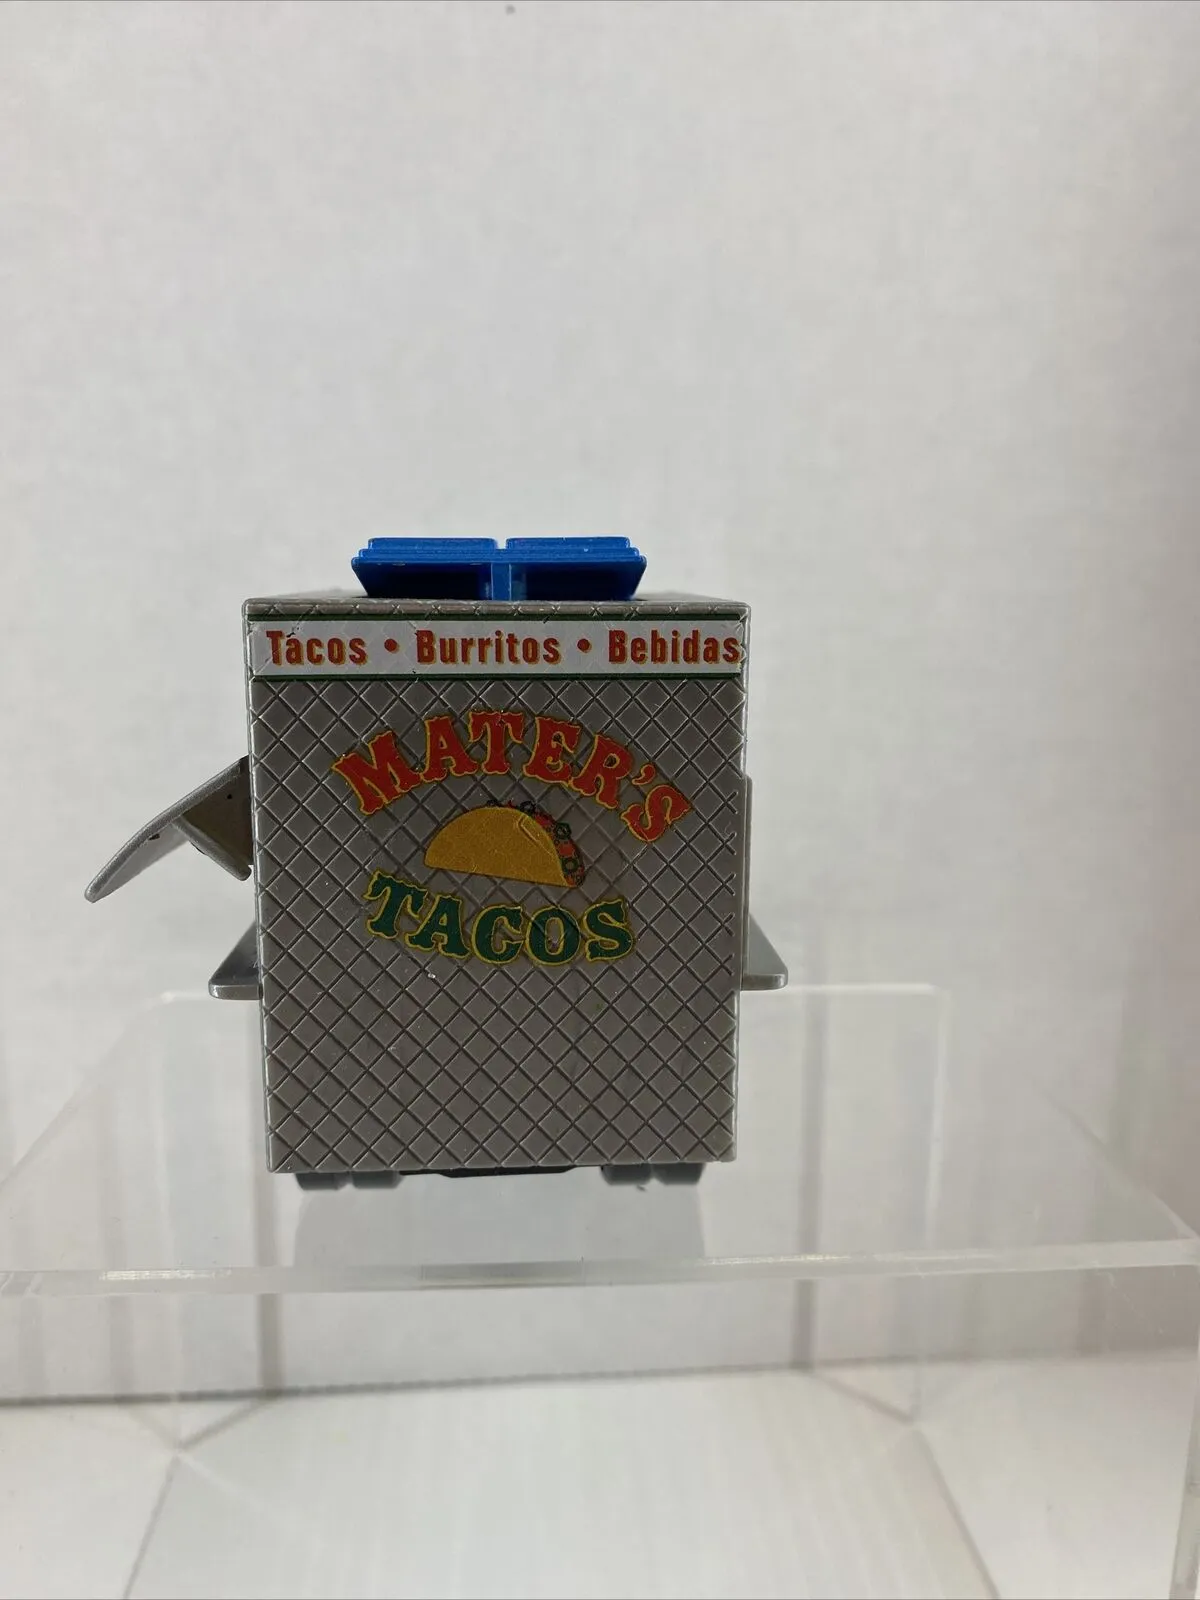 Tacos • Burritos • Bebidas
MATER'S
TACOS